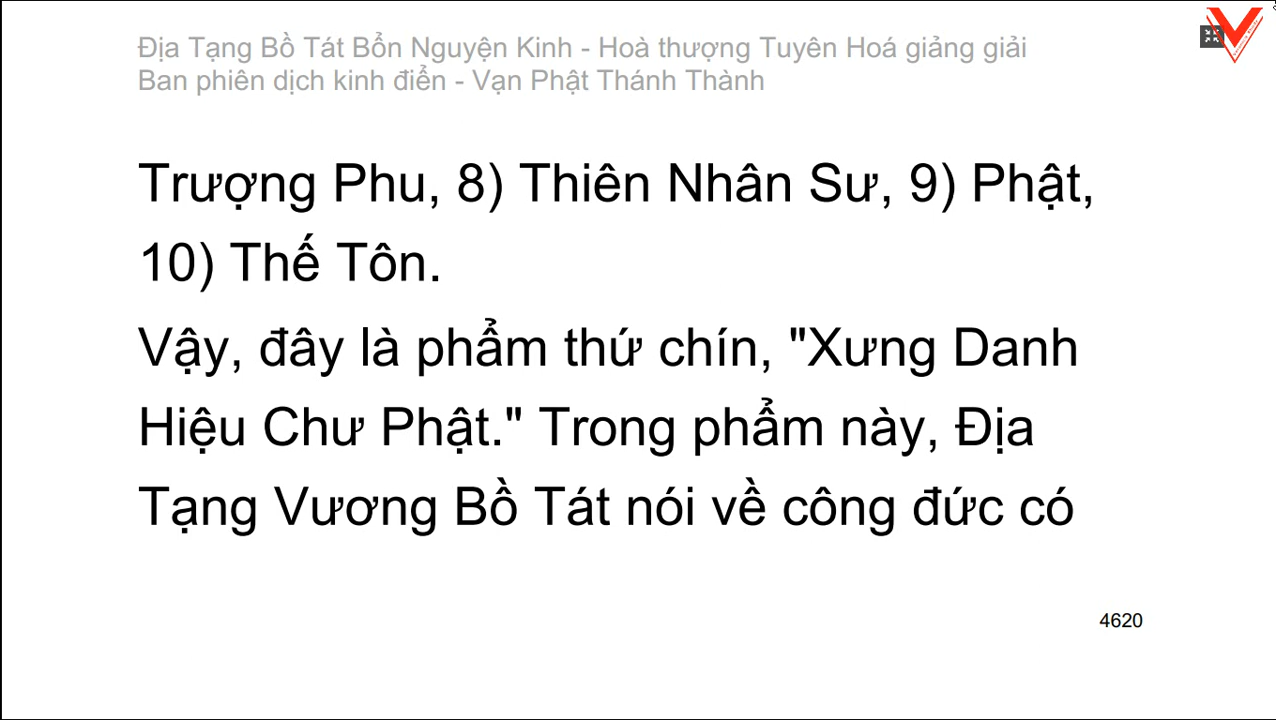 Địa Tạng Bồ Tát Bổn Nguyện Kinh - Hoà thượng Tuyên Hoá giảng giải
Ban phiên dịch kinh điển - Vạn Phật Thánh Thành
Trượng Phu, 8) Thiên Nhân Sư, 9) Phật,
10) Thế Tôn.
Vậy, đây là phẩm thứ chín, "Xưng Danh
Hiệu Chư Phật." Trong phẩm này, Địa
Tạng Vương Bồ Tát nói về công đức có
4620